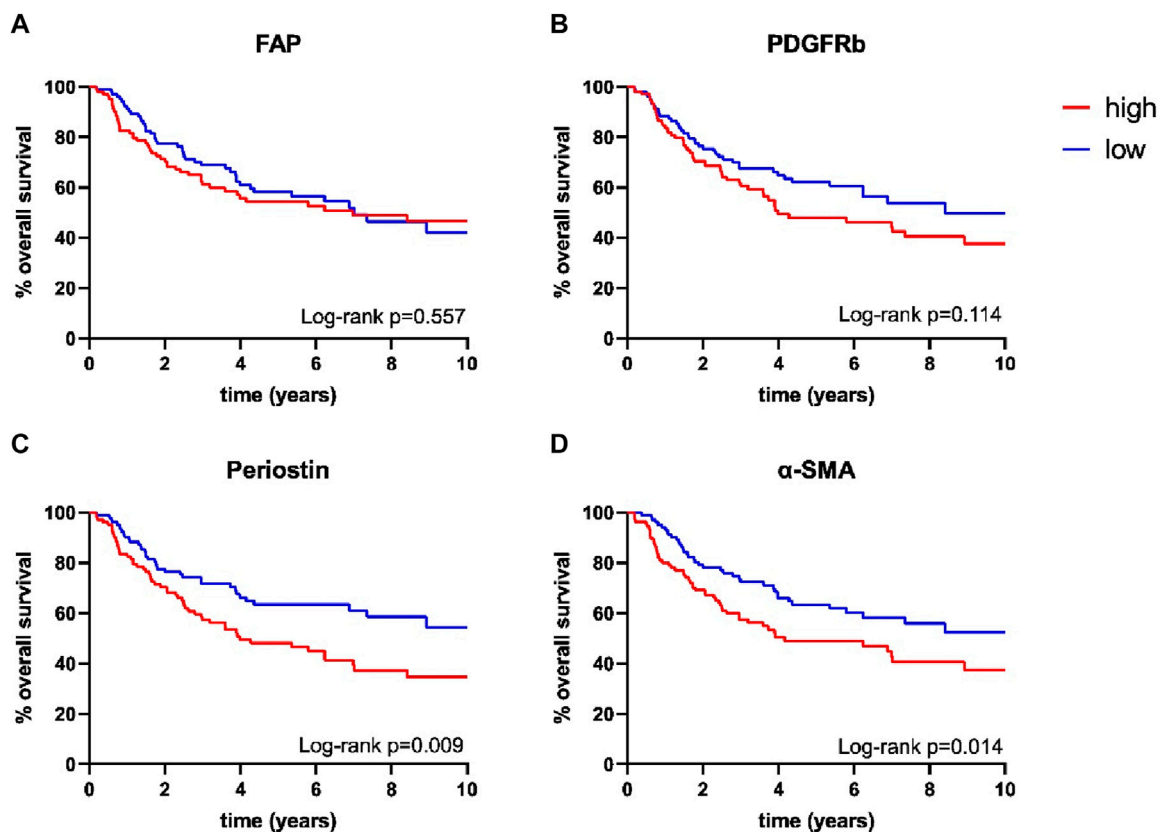 A
FAP
% overall survival
100
80
60
40
20
0
Log-rank p=0.557
0 2 4 6 8 10
time (years)
B
PDGFRb
% overall survival
100
80
60
40
20
0
Log-rank p=0.114
0 2 4 6 8 10
time (years)
high
low
C
Periostin
% overall survival
100
80
60
40
20
0
Log-rank p=0.009
0 2 4 6 8 10
time (years)
D
α-SMA
% overall survival
100
80
60
40
20
0
Log-rank p=0.014
0 2 4 6 8 10
time (years)